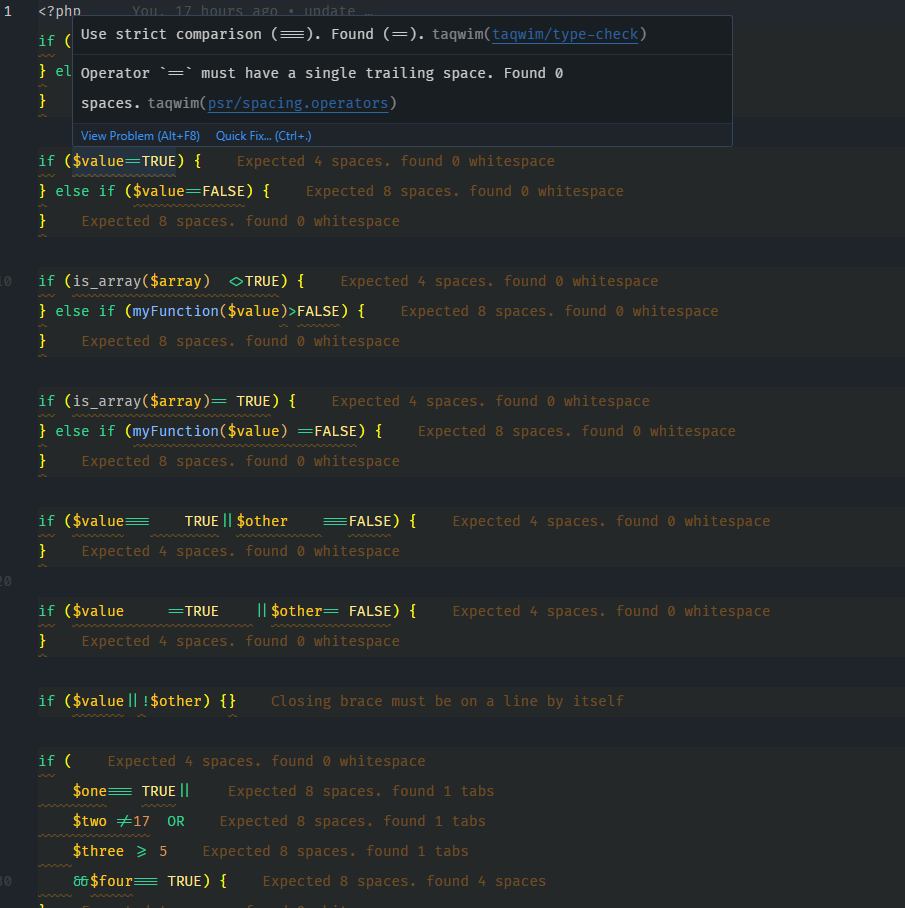 1 <?php You, 17 hours ago • update …
if (
Use strict comparison (===). Found (==). taqwim(taqwim/type-check)
} el
Operator `==` must have a single trailing space. Found 0
}
spaces. taqwim(psr/spacing.operators)
View Problem (Alt+F8) Quick Fix... (Ctrl+.)
if ($value==TRUE) { Expected 4 spaces. found 0 whitespace
} else if ($value==FALSE) { Expected 8 spaces. found 0 whitespace
} Expected 8 spaces. found 0 whitespace
10 if (is_array($array)  <>TRUE) { Expected 4 spaces. found 0 whitespace
} else if (myFunction($value)>FALSE) { Expected 8 spaces. found 0 whitespace
} Expected 8 spaces. found 0 whitespace
if (is_array($array)== TRUE) { Expected 4 spaces. found 0 whitespace
} else if (myFunction($value) ==FALSE) { Expected 8 spaces. found 0 whitespace
} Expected 8 spaces. found 0 whitespace
if ($value===    TRUE||$other    ===FALSE) { Expected 4 spaces. found 0 whitespace
} Expected 4 spaces. found 0 whitespace
20
if ($value     ==TRUE    ||$other== FALSE) { Expected 4 spaces. found 0 whitespace
} Expected 4 spaces. found 0 whitespace
if ($value||!$other) {} Closing brace must be on a line by itself
if ( Expected 4 spaces. found 0 whitespace
$one=== TRUE|| Expected 8 spaces. found 1 tabs
$two !=17  OR Expected 8 spaces. found 1 tabs
$three >= 5 Expected 8 spaces. found 1 tabs
30 &&$four=== TRUE) { Expected 8 spaces. found 4 spaces